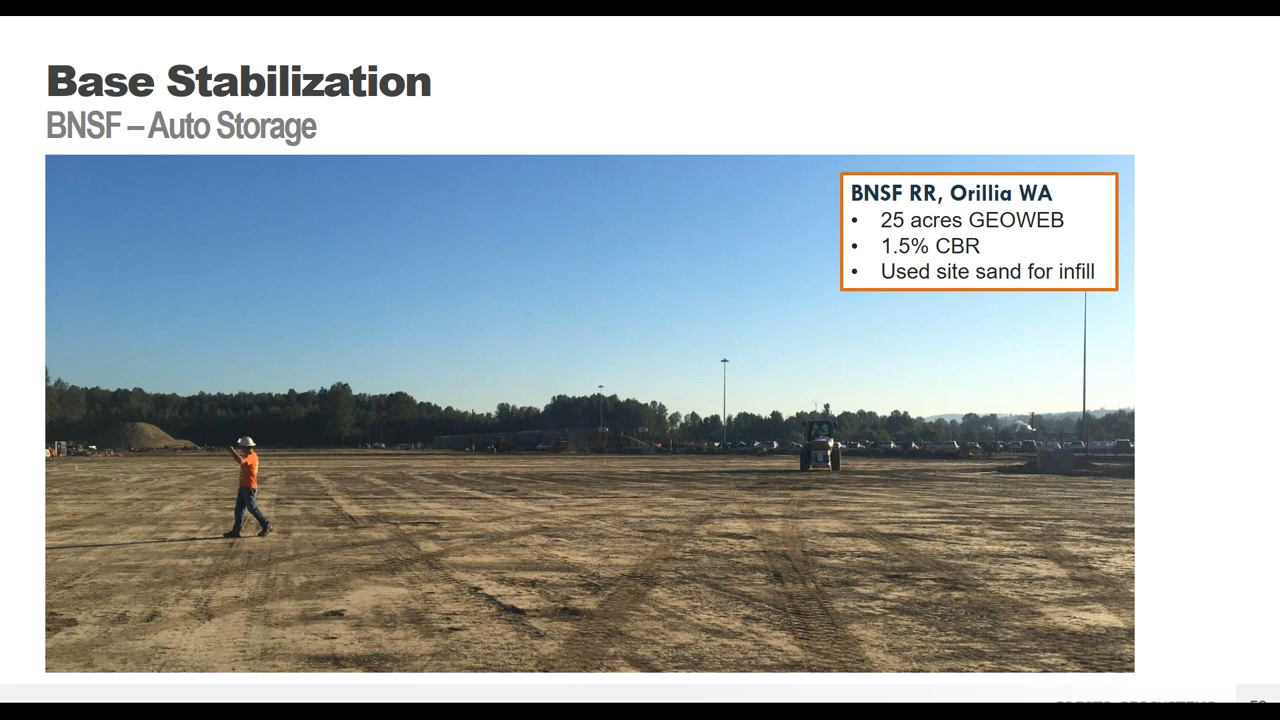 Base Stabilization
BNSF – Auto Storage
BNSF RR, Orillia WA
• 25 acres GEOWEB
• 1.5% CBR
• Used site sand for infill